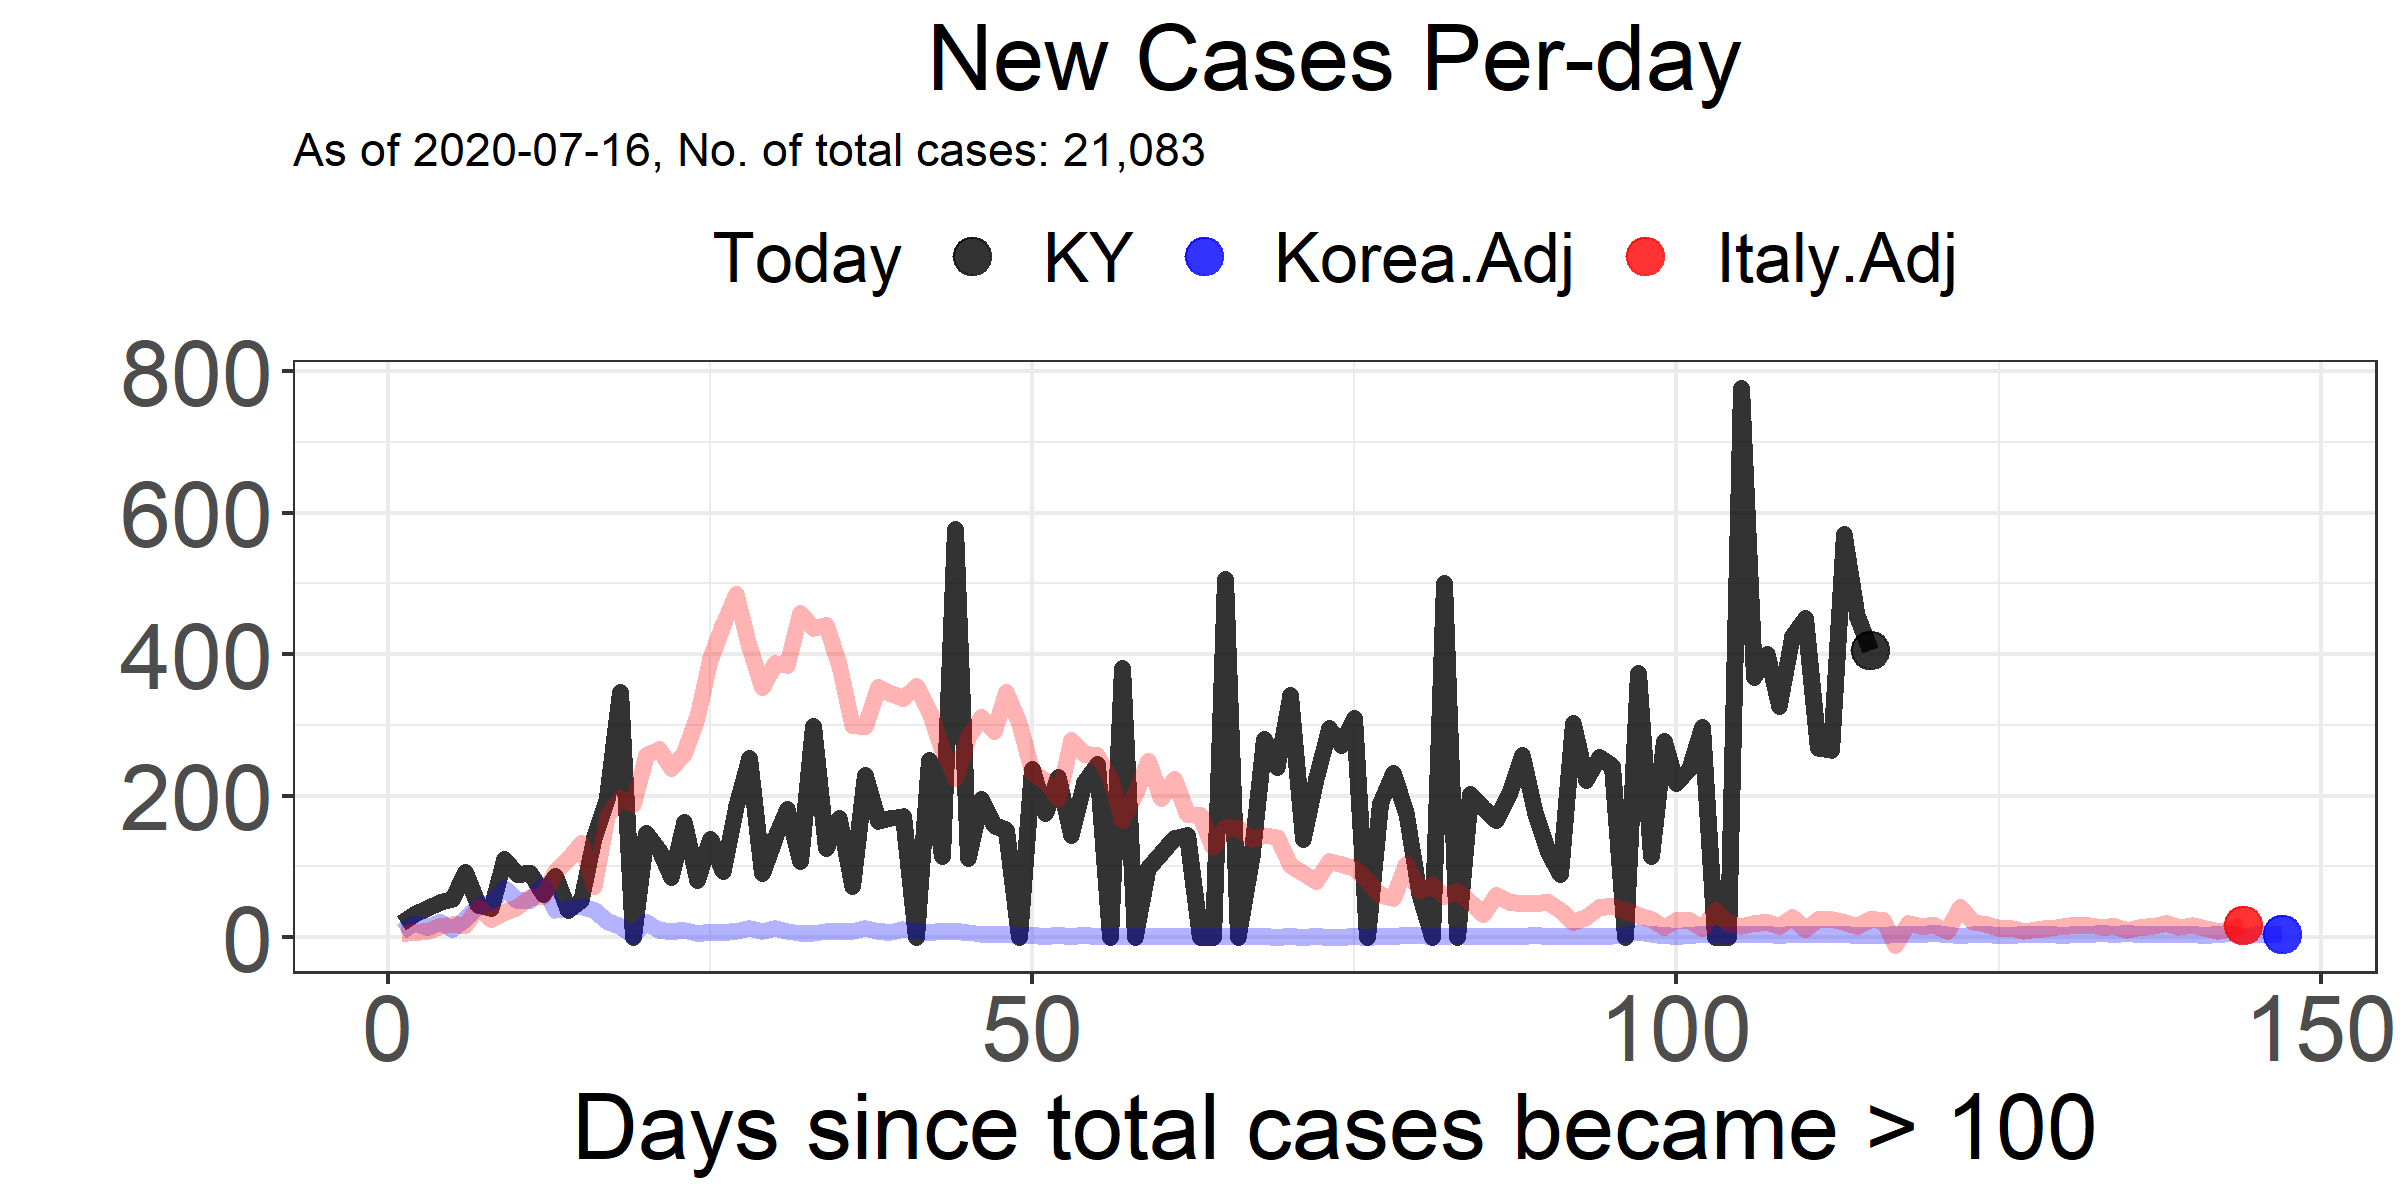 New Cases Per-day
As of 2020-07-16, No. of total cases: 21,083
Today KY Korea.Adj Italy.Adj
800
600
400
200
0
0 50 100 150
Days since total cases became > 100